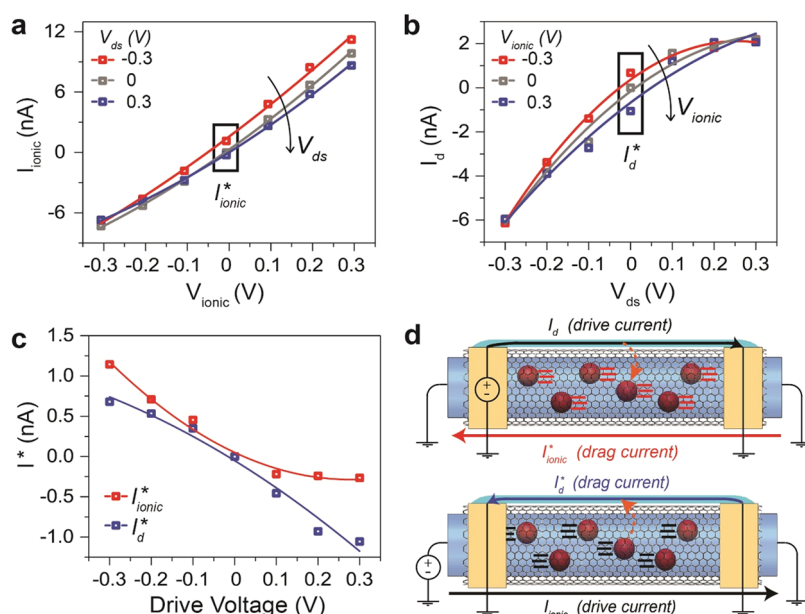 a
V_ds (V)
-0.3
0
0.3
12
6
0
-6
I_ionic (nA)
V_ds
I*_ionic
-0.3 -0.2 -0.1 0 0.1 0.2 0.3
V_ionic (V)
b
V_ionic (V)
-0.3
0
0.3
2
0
-2
-4
-6
I_d (nA)
V_ionic
I*_d
-0.3 -0.2 -0.1 0 0.1 0.2 0.3
V_ds (V)
c
1.5
1.0
0.5
0.0
-0.5
-1.0
I* (nA)
I*_ionic
I*_d
-0.3 -0.2 -0.1 0 0.1 0.2 0.3
Drive Voltage (V)
d
I_d (drive current)
+
-
I*_ionic (drag current)
I*_d (drag current)
+
-
I_ionic (drive current)